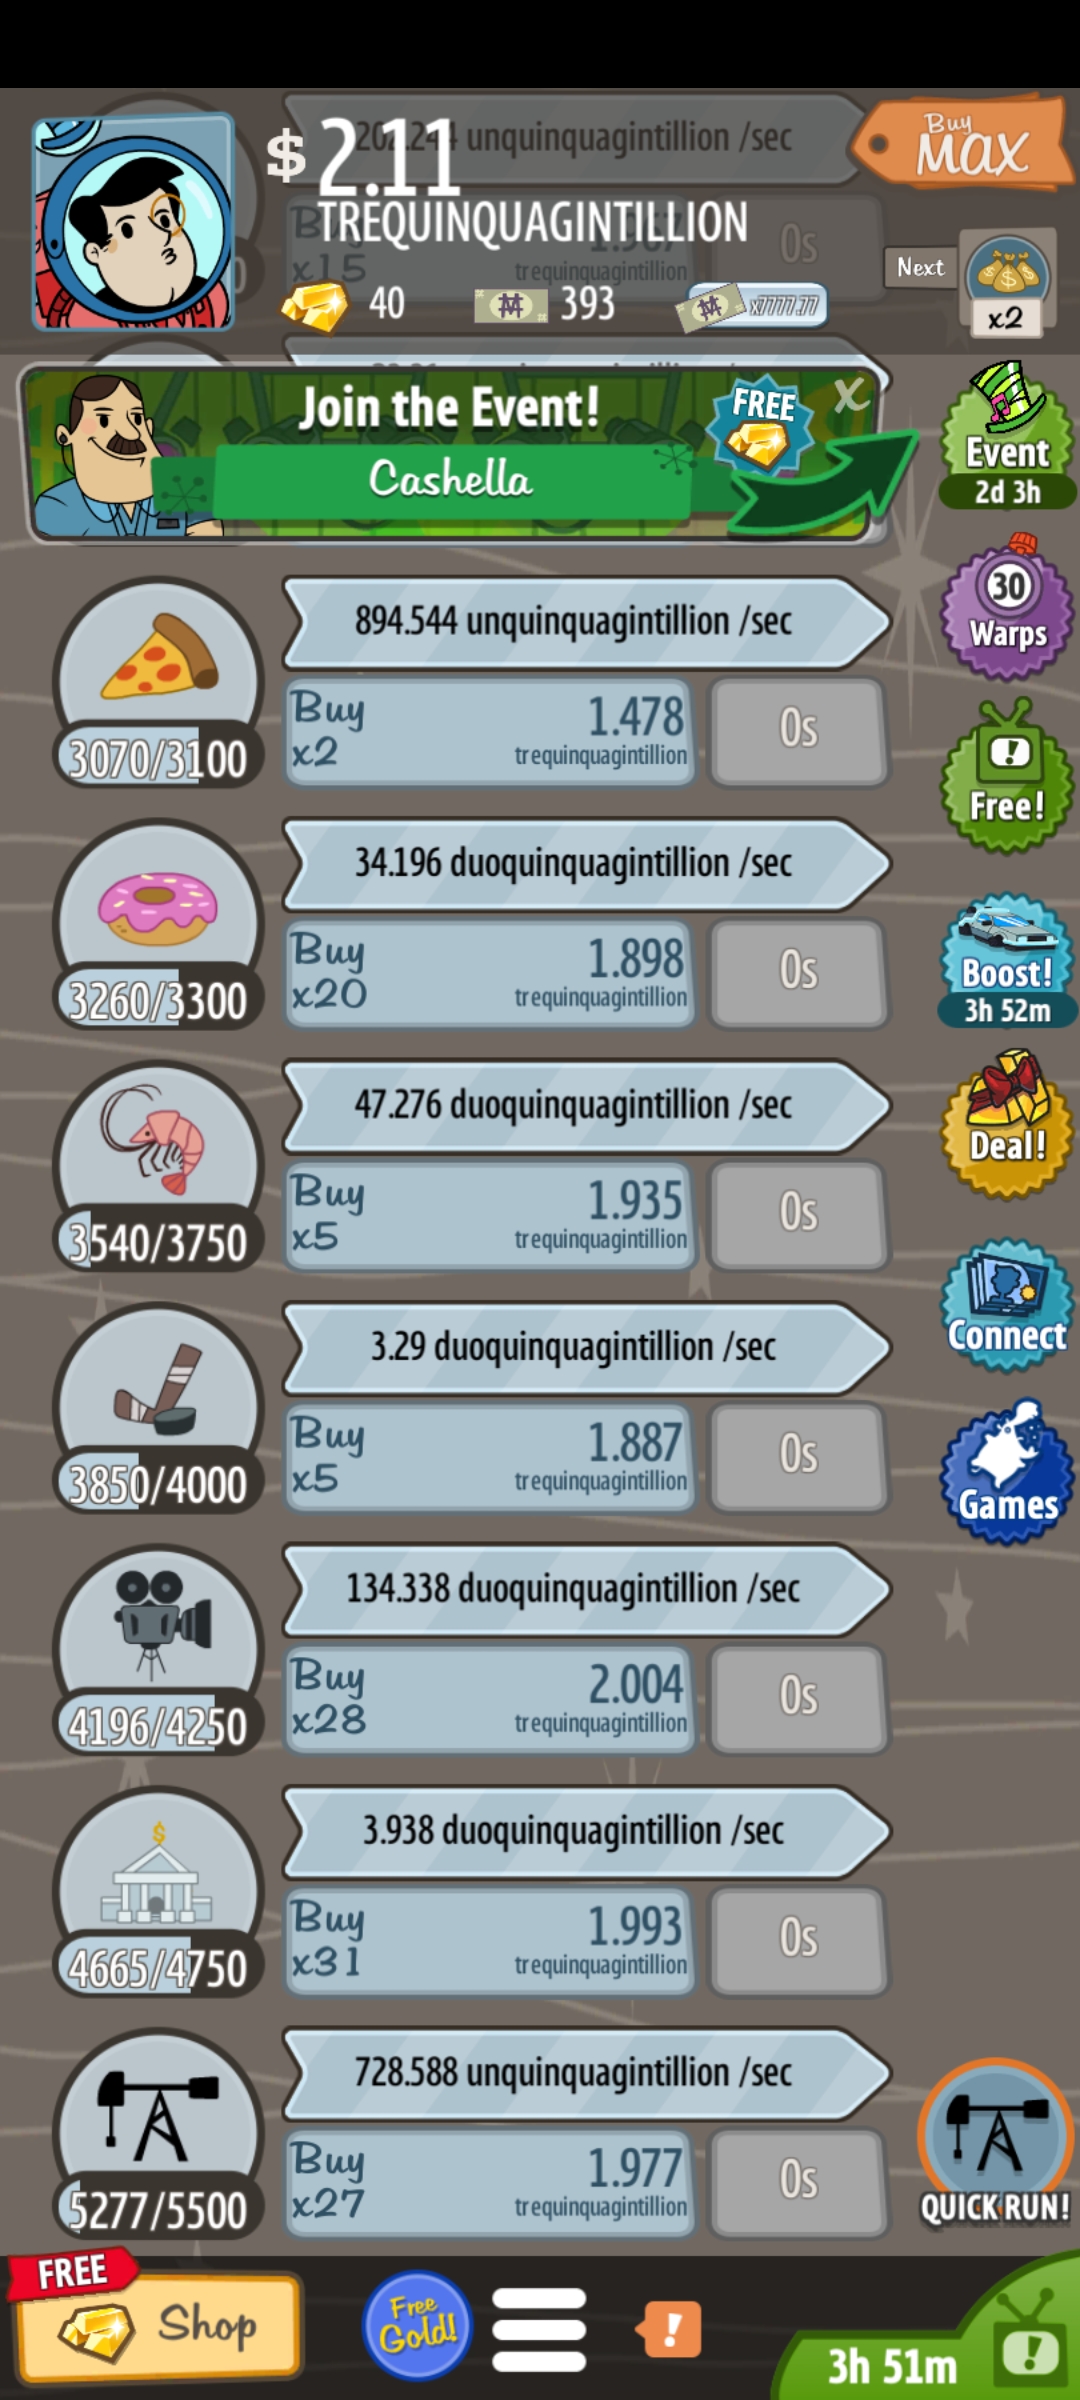 202.244 unquinquagintillion /sec
$ 2.11
TREQUINQUAGINTILLION
Buy
MAX
Buy
x15
1.967
trequinquagintillion
0s
40
393
x7777.77
Next
x2
Join the Event!
Cashella
FREE
X
Event
2d 3h
894.544 unquinquagintillion /sec
3070/3100
Buy
x2
1.478
trequinquagintillion
0s
30
Warps
Free!
34.196 duoquinquagintillion /sec
3260/3300
Buy
x20
1.898
trequinquagintillion
0s
Boost!
3h 52m
47.276 duoquinquagintillion /sec
3540/3750
Buy
x5
1.935
trequinquagintillion
0s
Deal!
Connect
3.29 duoquinquagintillion /sec
3850/4000
Buy
x5
1.887
trequinquagintillion
0s
Games
134.338 duoquinquagintillion /sec
4196/4250
Buy
x28
2.004
trequinquagintillion
0s
3.938 duoquinquagintillion /sec
4665/4750
Buy
x31
1.993
trequinquagintillion
0s
728.588 unquinquagintillion /sec
5277/5500
Buy
x27
1.977
trequinquagintillion
0s
QUICK RUN!
FREE
Shop
Free
Gold!
!
3h 51m